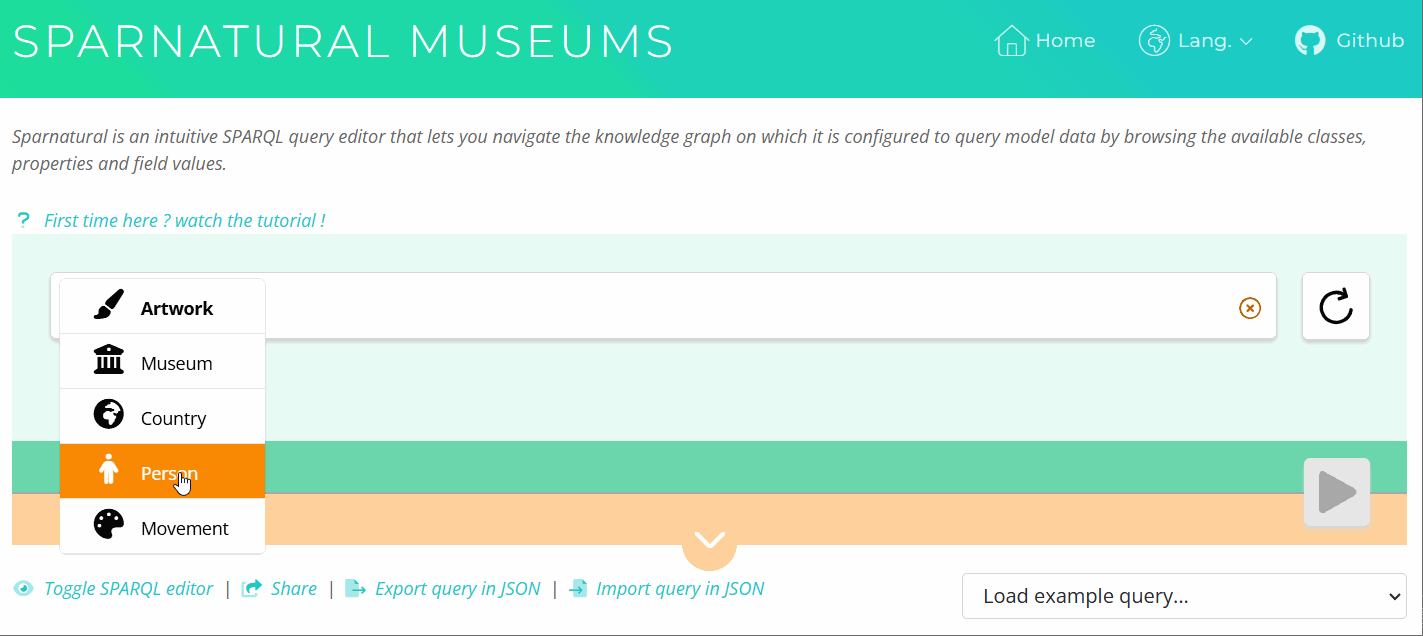 SPARNATURAL MUSEUMS
Home
Lang.
Github
Sparnatural is an intuitive SPARQL query editor that lets you navigate the knowledge graph on which it is configured to query model data by browsing the available classes,
properties and field values.
? First time here ? watch the tutorial !
Artwork
Museum
Country
Person
Movement
Toggle SPARQL editor | Share | Export query in JSON | Import query in JSON
Load example query...